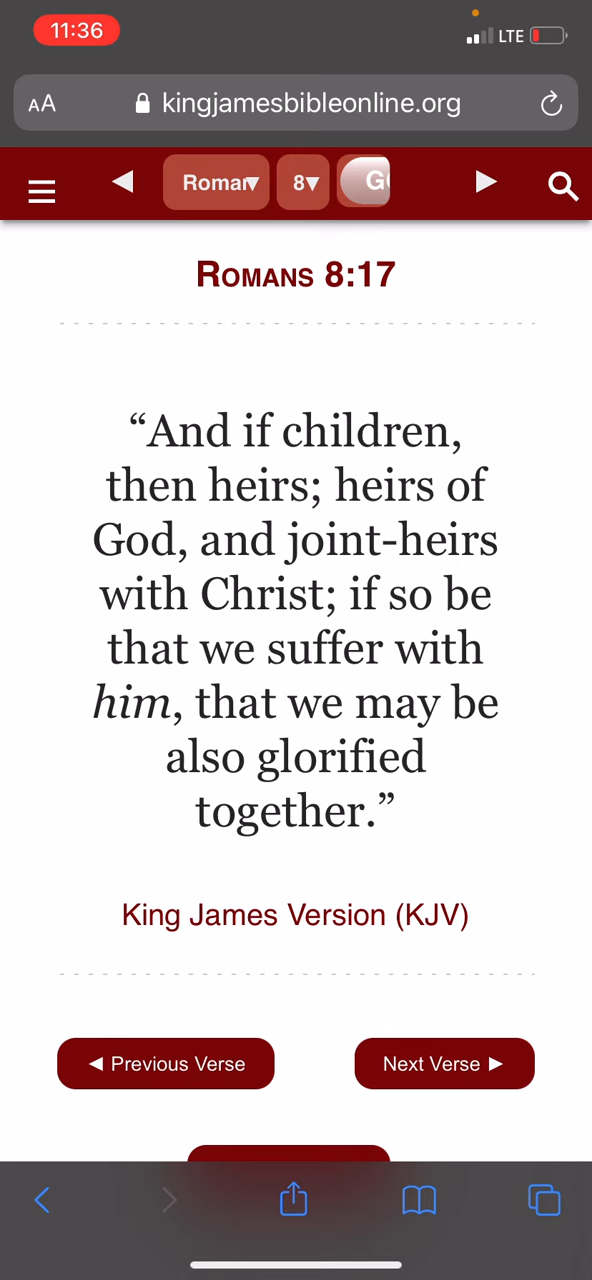 11:36
LTE
AA kingjamesbibleonline.org
Roman 8 G
ROMANS 8:17
“And if children,
then heirs; heirs of
God, and joint-heirs
with Christ; if so be
that we suffer with
him, that we may be
also glorified
together.”
King James Version (KJV)
Previous Verse
Next Verse